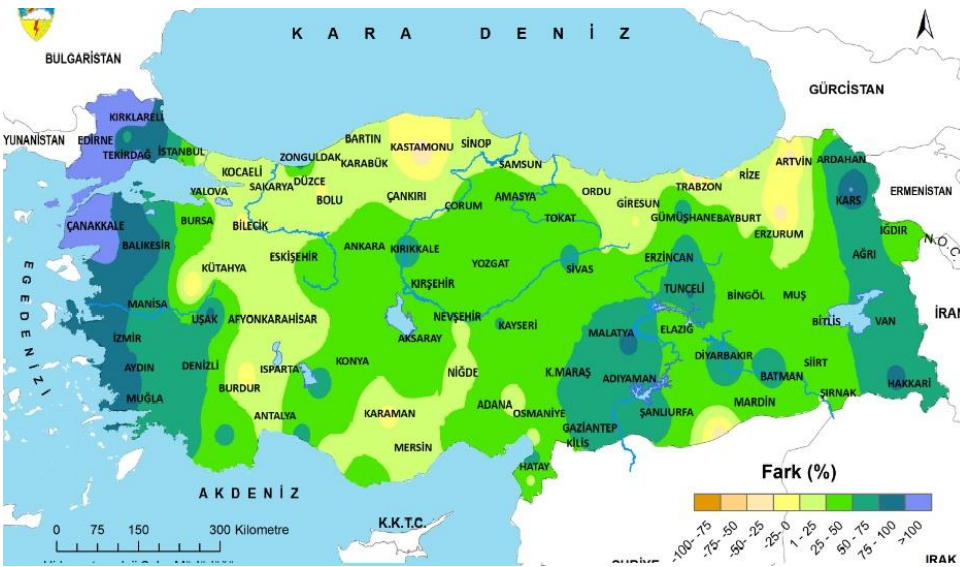 KARA DENİZ
BULGARİSTAN
GÜRCİSTAN
KIRKLARELİ
YUNANİSTAN EDİRNE
TEKİRDAĞ İSTANBUL
BARTIN
KASTAMONU SİNOP
ZONGULDAK
KARABÜK
SAMSUN
ARTVİN ARDAHAN
KOCAELİ
DÜZCE
SAKARYA
YALOVA
BOLU
ÇANKIRI
ÇORUM
AMASYA
ORDU
GİRESUN
TRABZON
RİZE
KARS
ERMENİSTAN
ÇANAKKALE
BURSA
BİLECİK
TOKAT
GÜMÜŞHANE
BAYBURT
ERZURUM
IĞDIR
N.Ö.C.
BALIKESİR
ESKİŞEHİR
ANKARA
KIRIKKALE
KÜTAHYA
YOZGAT
SİVAS
ERZİNCAN
AĞRI
KIRŞEHİR
TUNÇELİ
BİNGÖL
MUŞ
EGE DENİZİ
MANİSA
UŞAK
AFYONKARAHİSAR
NEVŞEHİR
KAYSERİ
MALATYA
ELAZIĞ
BİTLİS
VAN
İRAN
İZMİR
AKSARAY
AYDIN
DENİZLİ
ISPARTA
KONYA
NİĞDE
K.MARAŞ
ADIYAMAN
DİYARBAKIR
SİİRT
BATMAN
HAKKARİ
MUĞLA
BURDUR
ŞIRNAK
ANTALYA
KARAMAN
ADANA
OSMANİYE
ŞANLIURFA
MARDİN
GAZİANTEP
KİLİS
MERSİN
HATAY
AKDENİZ
K.K.T.C.
Fark (%)
-100- -75
-75- -50
-50- -25
-25-0
1 - 25
25 - 50
50 - 75
75 - 100
>100
0 75 150 300 Kilometre
IRAK